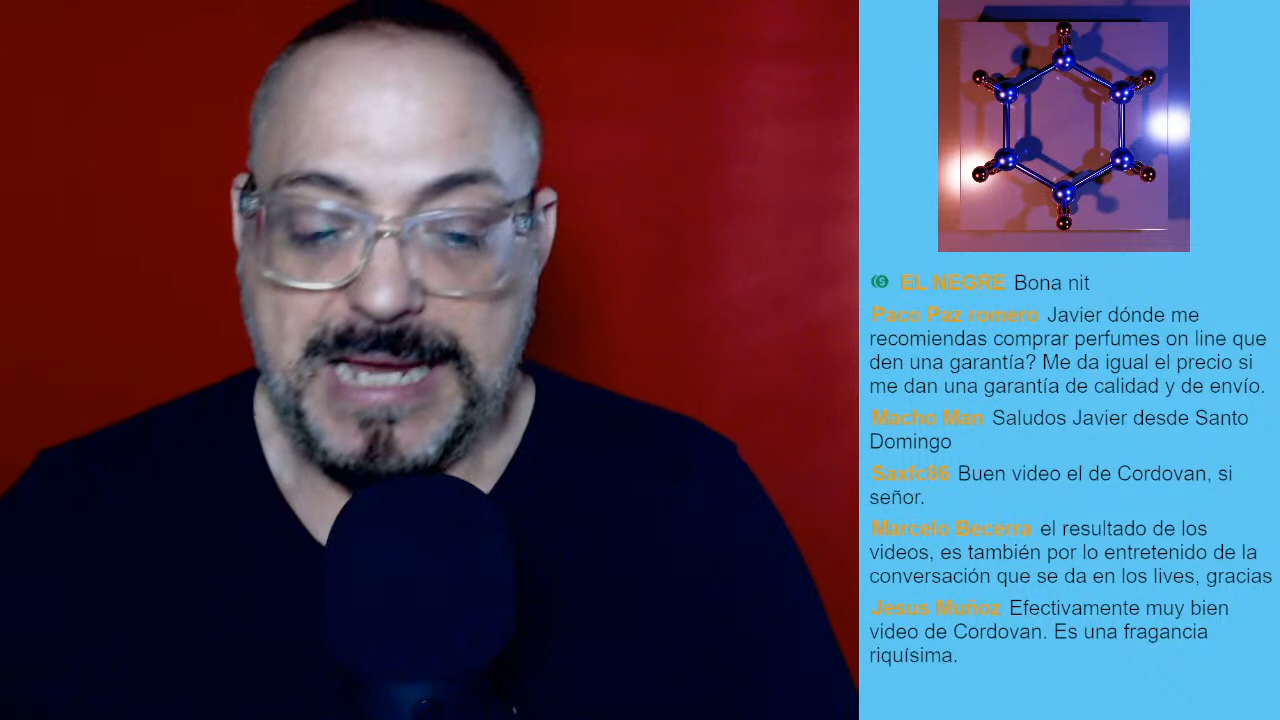 EL NEGRE Bona nit
Paco Paz romero Javier dónde me
recomiendas comprar perfumes on line que
den una garantía? Me da igual el precio si
me dan una garantía de calidad y de envío.
Macho Man Saludos Javier desde Santo
Domingo
Saxfc86 Buen video el de Cordovan, si
señor.
Marcelo Becerra el resultado de los
videos, es también por lo entretenido de la
conversación que se da en los lives, gracias
Jesus Muñoz Efectivamente muy bien
video de Cordovan. Es una fragancia
riquísima.